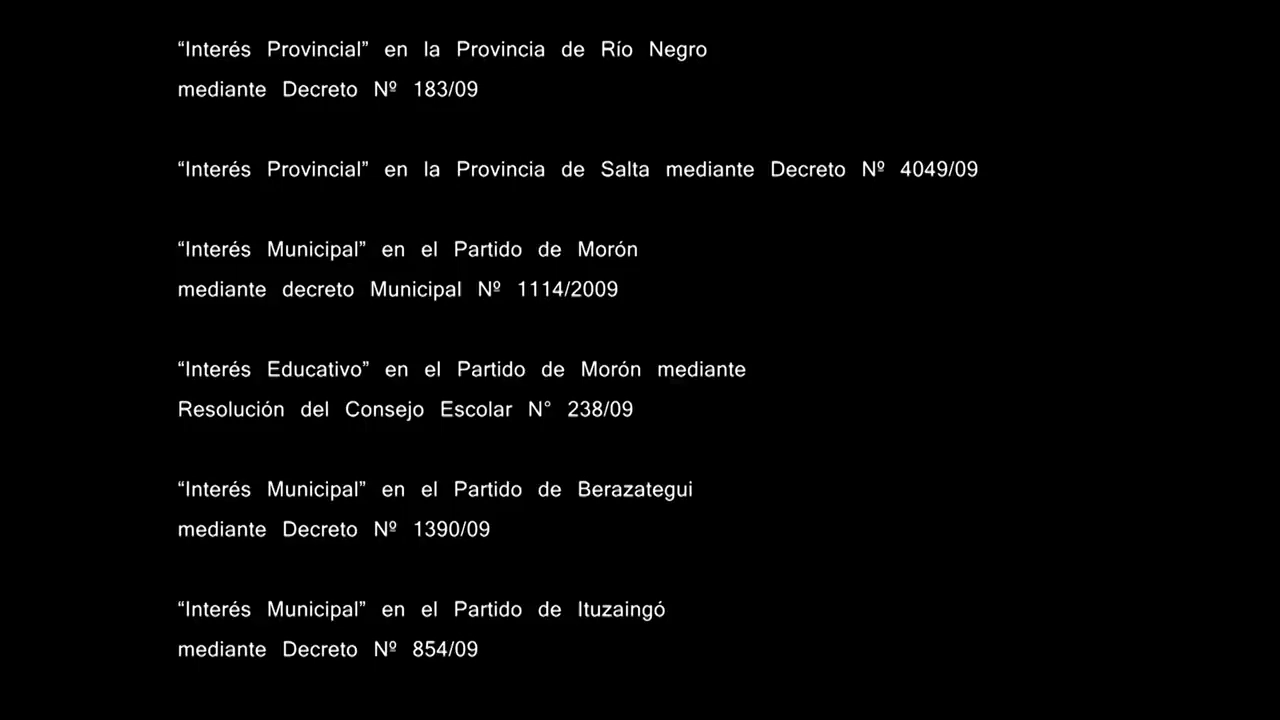 “Interés Provincial” en la Provincia de Río Negro
mediante Decreto Nº 183/09
“Interés Provincial” en la Provincia de Salta mediante Decreto Nº 4049/09
“Interés Municipal” en el Partido de Morón
mediante decreto Municipal Nº 1114/2009
“Interés Educativo” en el Partido de Morón mediante
Resolución del Consejo Escolar N° 238/09
“Interés Municipal” en el Partido de Berazategui
mediante Decreto Nº 1390/09
“Interés Municipal” en el Partido de Ituzaingó
mediante Decreto Nº 854/09